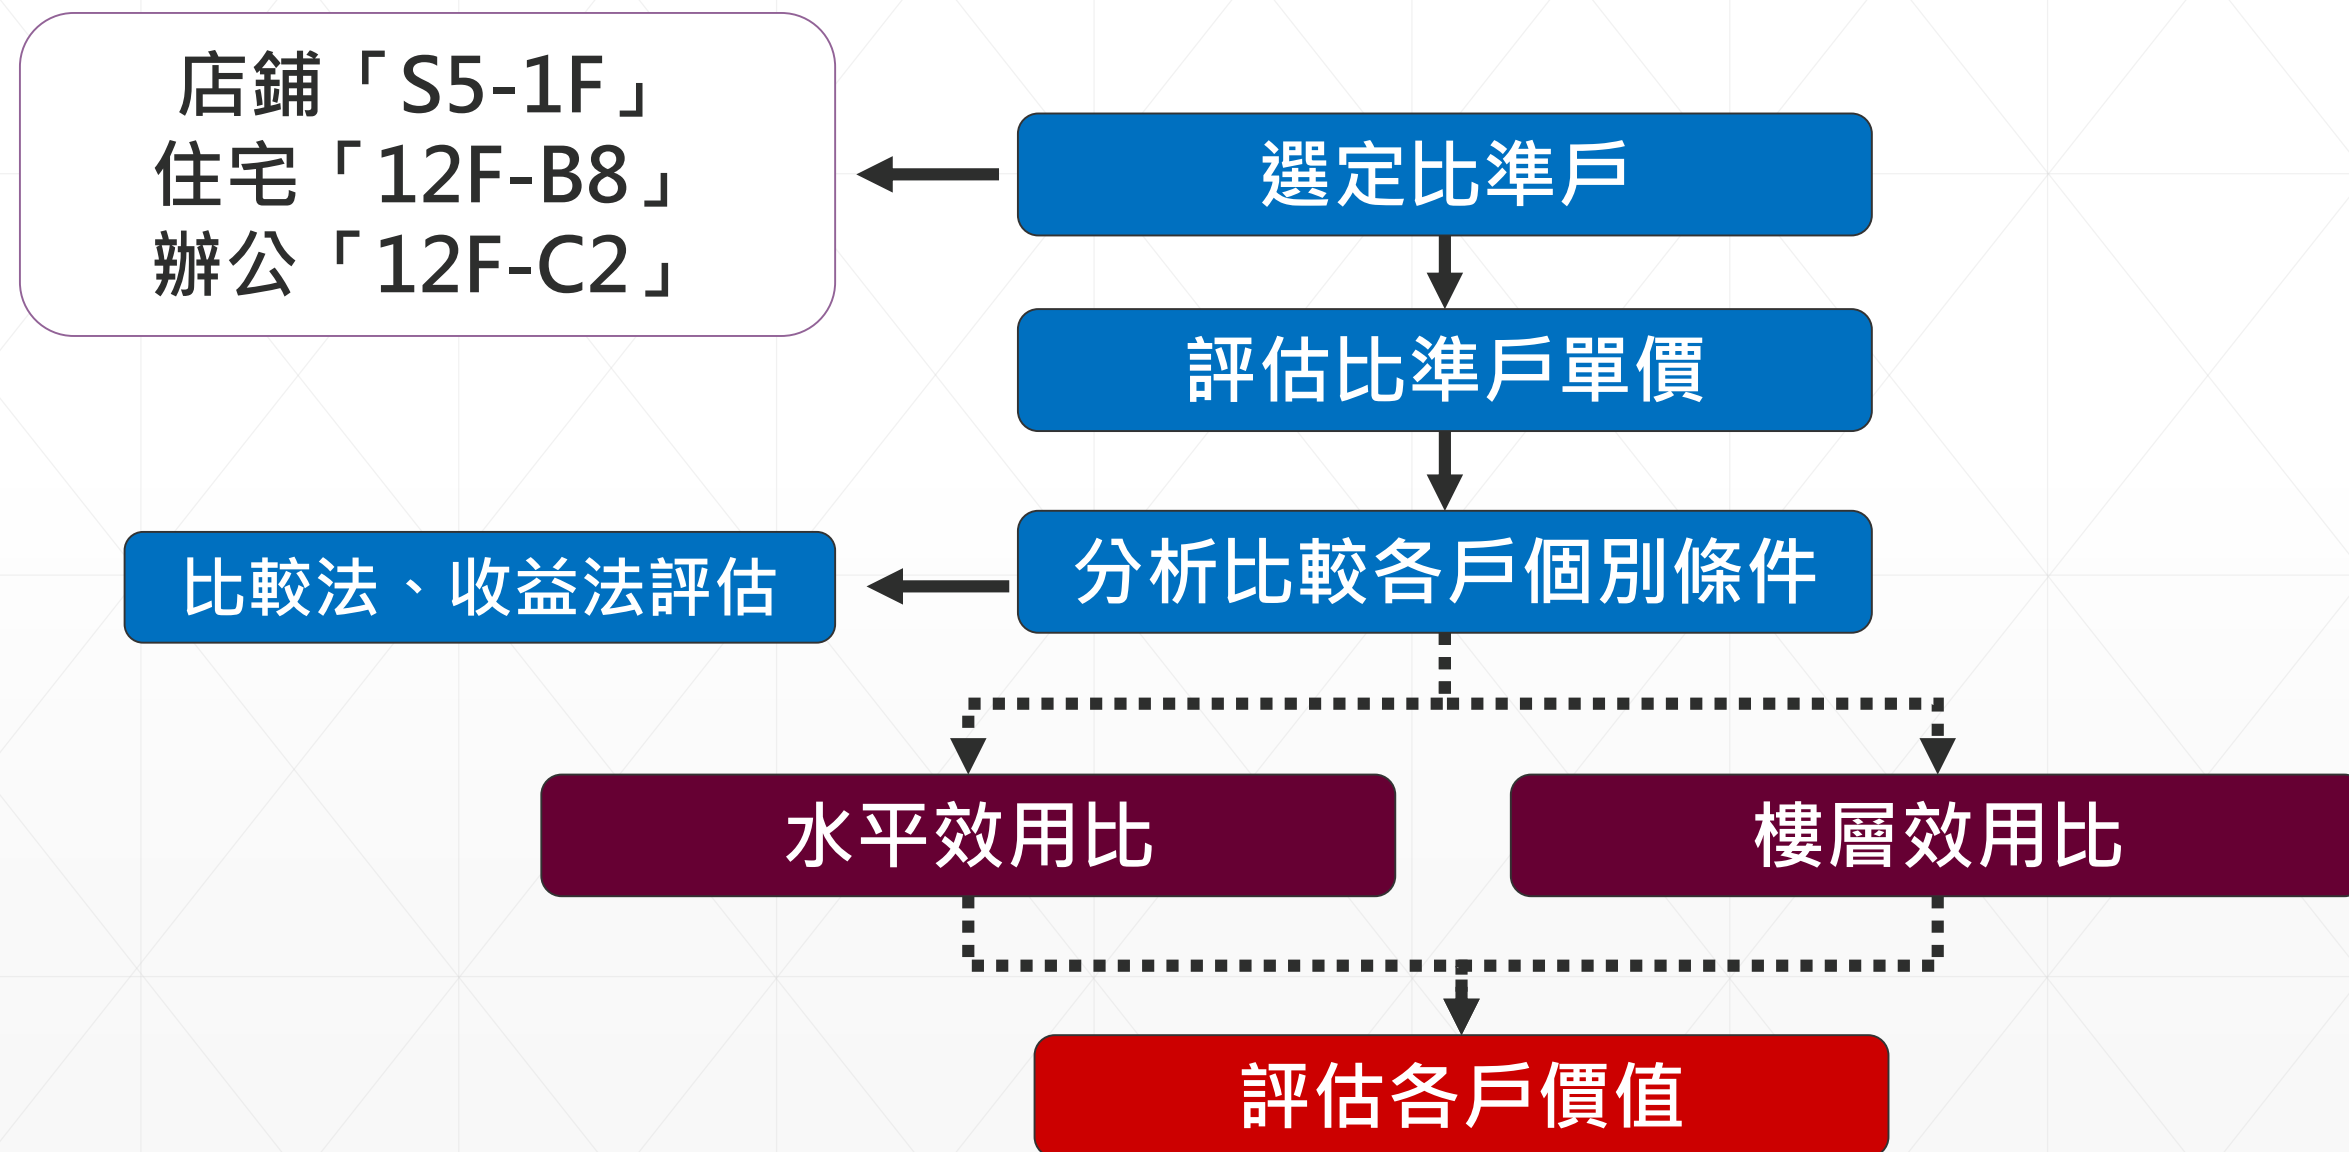 店鋪「S5-1F」
住宅「12F-B8」
辦公「12F-C2」
選定比準戶
評估比準戶單價
分析比較各戶個別條件
比較法、收益法評估
水平效用比
樓層效用比
評估各戶價值